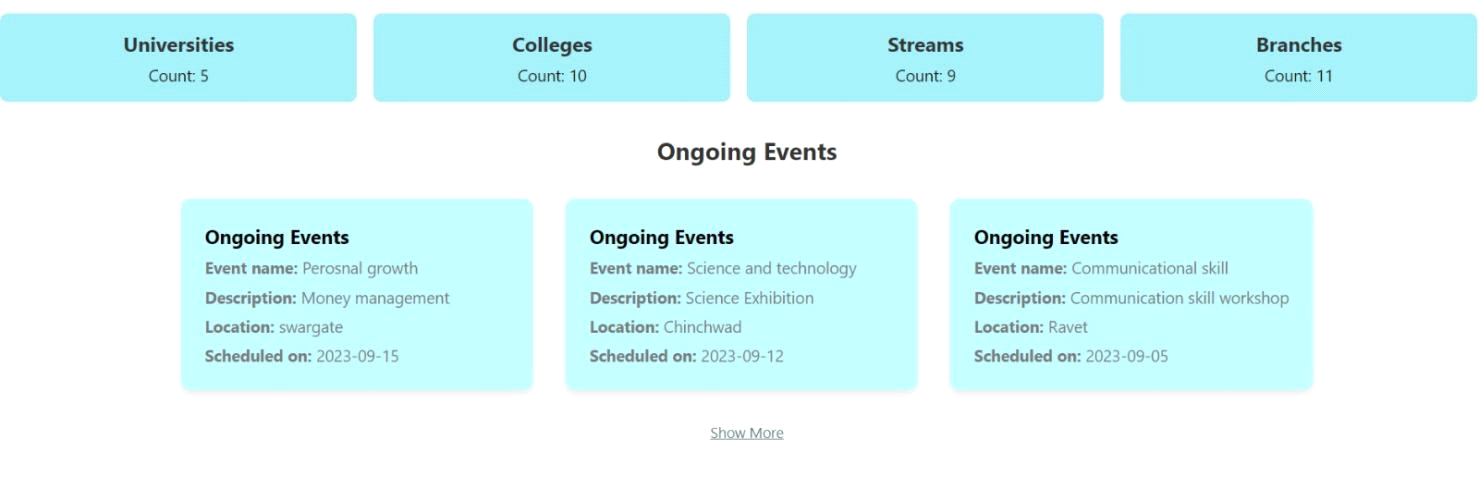 Universities
Count: 5
Colleges
Count: 10
Streams
Count: 9
Branches
Count: 11
Ongoing Events
Ongoing Events
Event name: Perosnal growth
Description: Money management
Location: swargate
Scheduled on: 2023-09-15
Ongoing Events
Event name: Science and technology
Description: Science Exhibition
Location: Chinchwad
Scheduled on: 2023-09-12
Ongoing Events
Event name: Communicational skill
Description: Communication skill workshop
Location: Ravet
Scheduled on: 2023-09-05
Show More